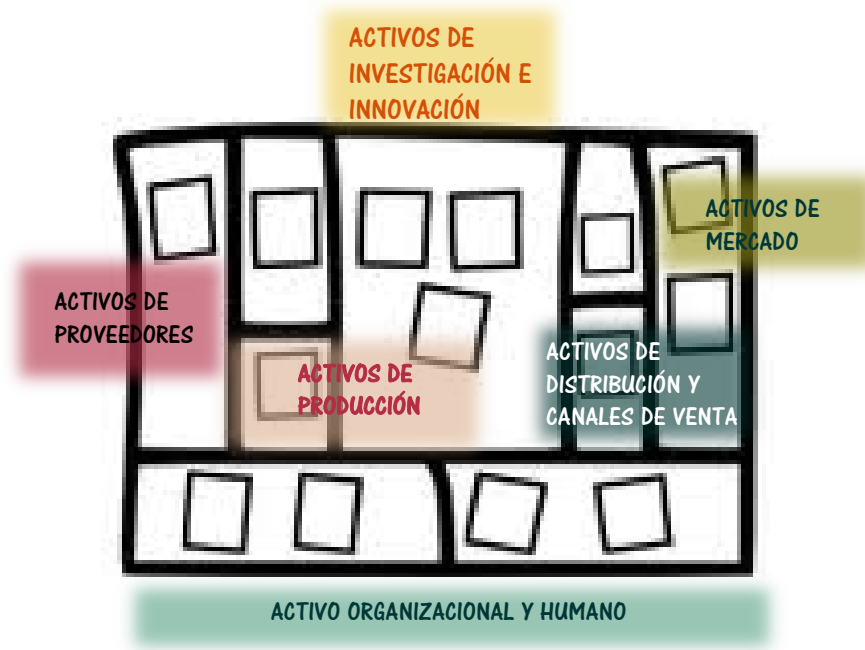 ACTIVOS DE
INVESTIGACIÓN E
INNOVACIÓN
ACTIVOS DE
MERCADO
ACTIVOS DE
PROVEEDORES
ACTIVOS DE
PRODUCCIÓN
ACTIVOS DE
DISTRIBUCIÓN Y
CANALES DE VENTA
ACTIVO ORGANIZACIONAL Y HUMANO